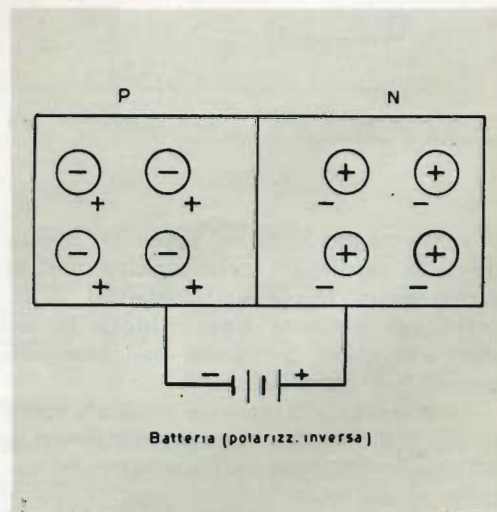 P N
− − + +
+ + − −
− − + +
+ + − −
− +
Batteria (polarizz. inversa)